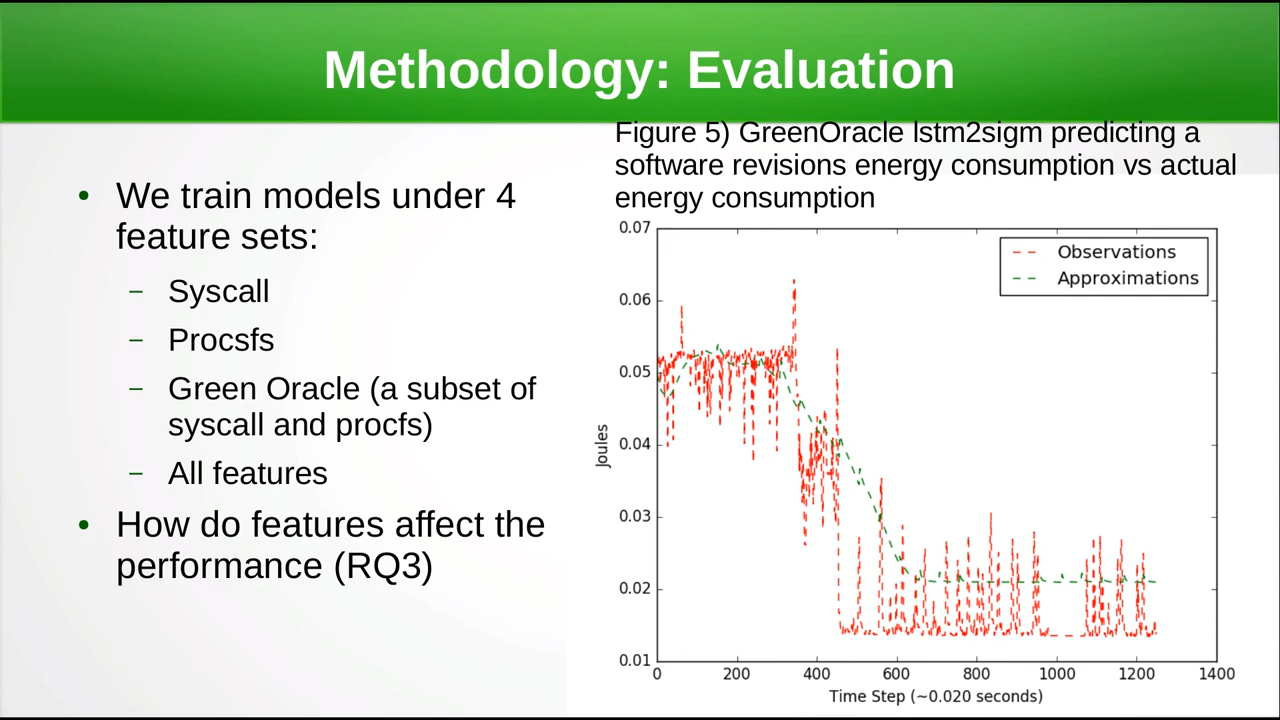 Methodology: Evaluation
• We train models under 4
feature sets:
– Syscall
– Procsfs
– Green Oracle (a subset of
syscall and procfs)
– All features
• How do features affect the
performance (RQ3)
Figure 5) GreenOracle lstm2sigm predicting a
software revisions energy consumption vs actual
energy consumption
Observations
Approximations
0.07
0.06
0.05
0.04
0.03
0.02
0.01
Joules
0 200 400 600 800 1000 1200 1400
Time Step (~0.020 seconds)